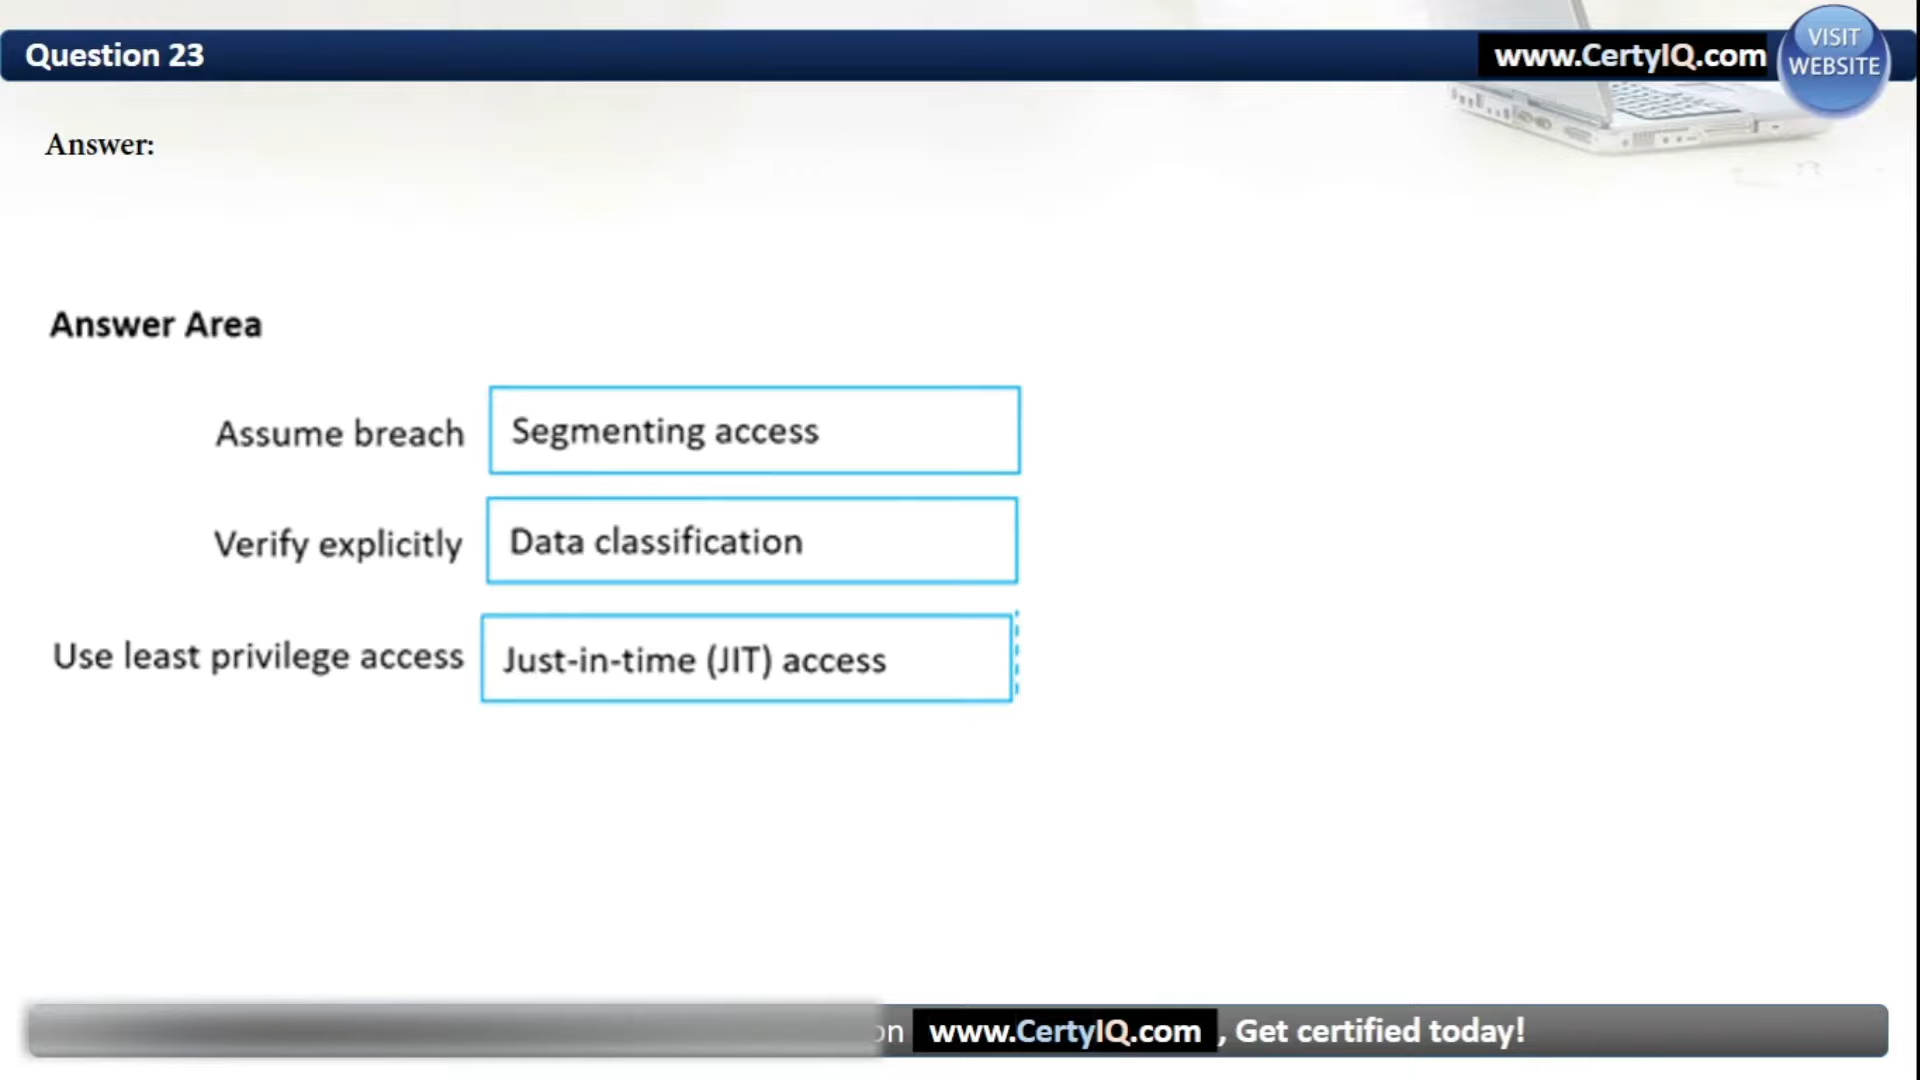 Question 23
www.CertyIQ.com
VISIT
WEBSITE
Answer:
Answer Area
Assume breach
Segmenting access
Verify explicitly
Data classification
Use least privilege access
Just-in-time (JIT) access
on www.CertyIQ.com , Get certified today!